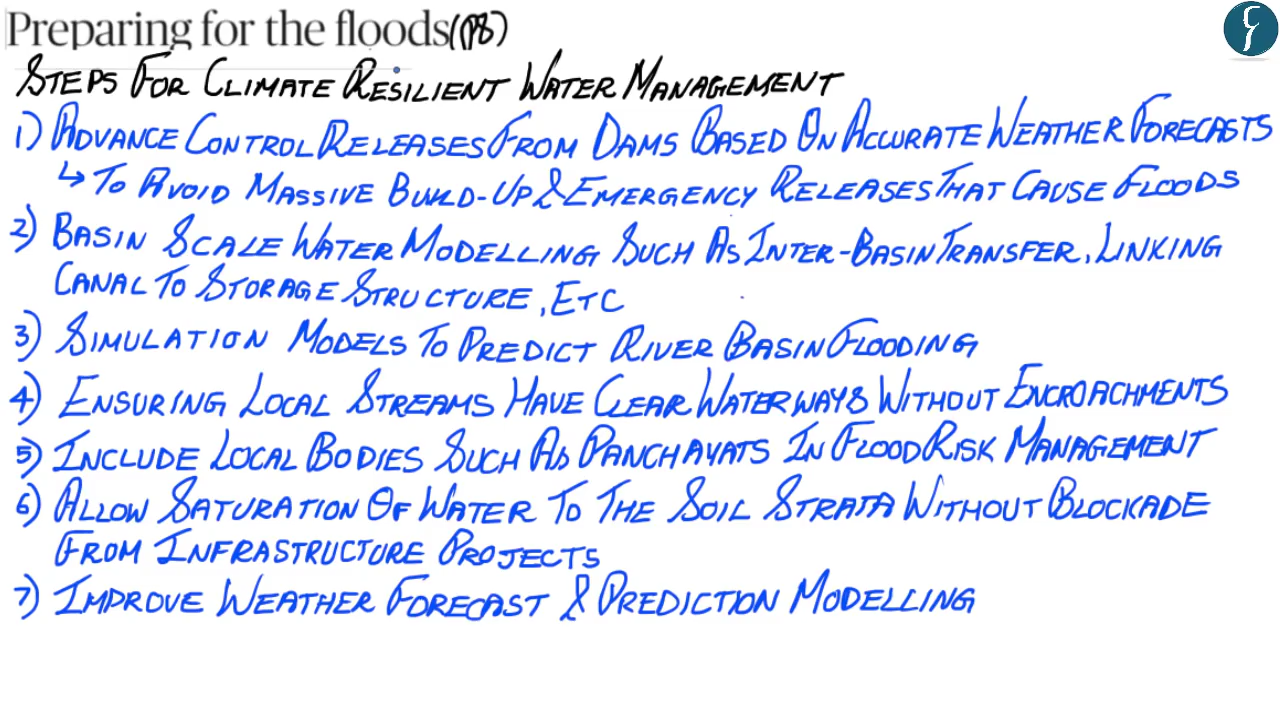 Preparing for the floods(P8)
STEPS FOR CLIMATE RESILIENT WATER MANAGEMENT
1) ADVANCE CONTROL RELEASES FROM DAMS BASED ON ACCURATE WEATHER FORECASTS
↳ TO AVOID MASSIVE BUILD-UP & EMERGENCY RELEASES THAT CAUSE FLOODS
2) BASIN SCALE WATER MODELLING SUCH AS INTER-BASIN TRANSFER, LINKING
CANAL TO STORAGE STRUCTURE, ETC
3) SIMULATION MODELS TO PREDICT RIVER BASIN FLOODING
4) ENSURING LOCAL STREAMS HAVE CLEAR WATERWAYS WITHOUT ENCROACHMENTS
5) INCLUDE LOCAL BODIES SUCH AS PANCHAYATS IN FLOOD RISK MANAGEMENT
6) ALLOW SATURATION OF WATER TO THE SOIL STRATA WITHOUT BLOCKADE
FROM INFRASTRUCTURE PROJECTS
7) IMPROVE WEATHER FORECAST & PREDICTION MODELLING